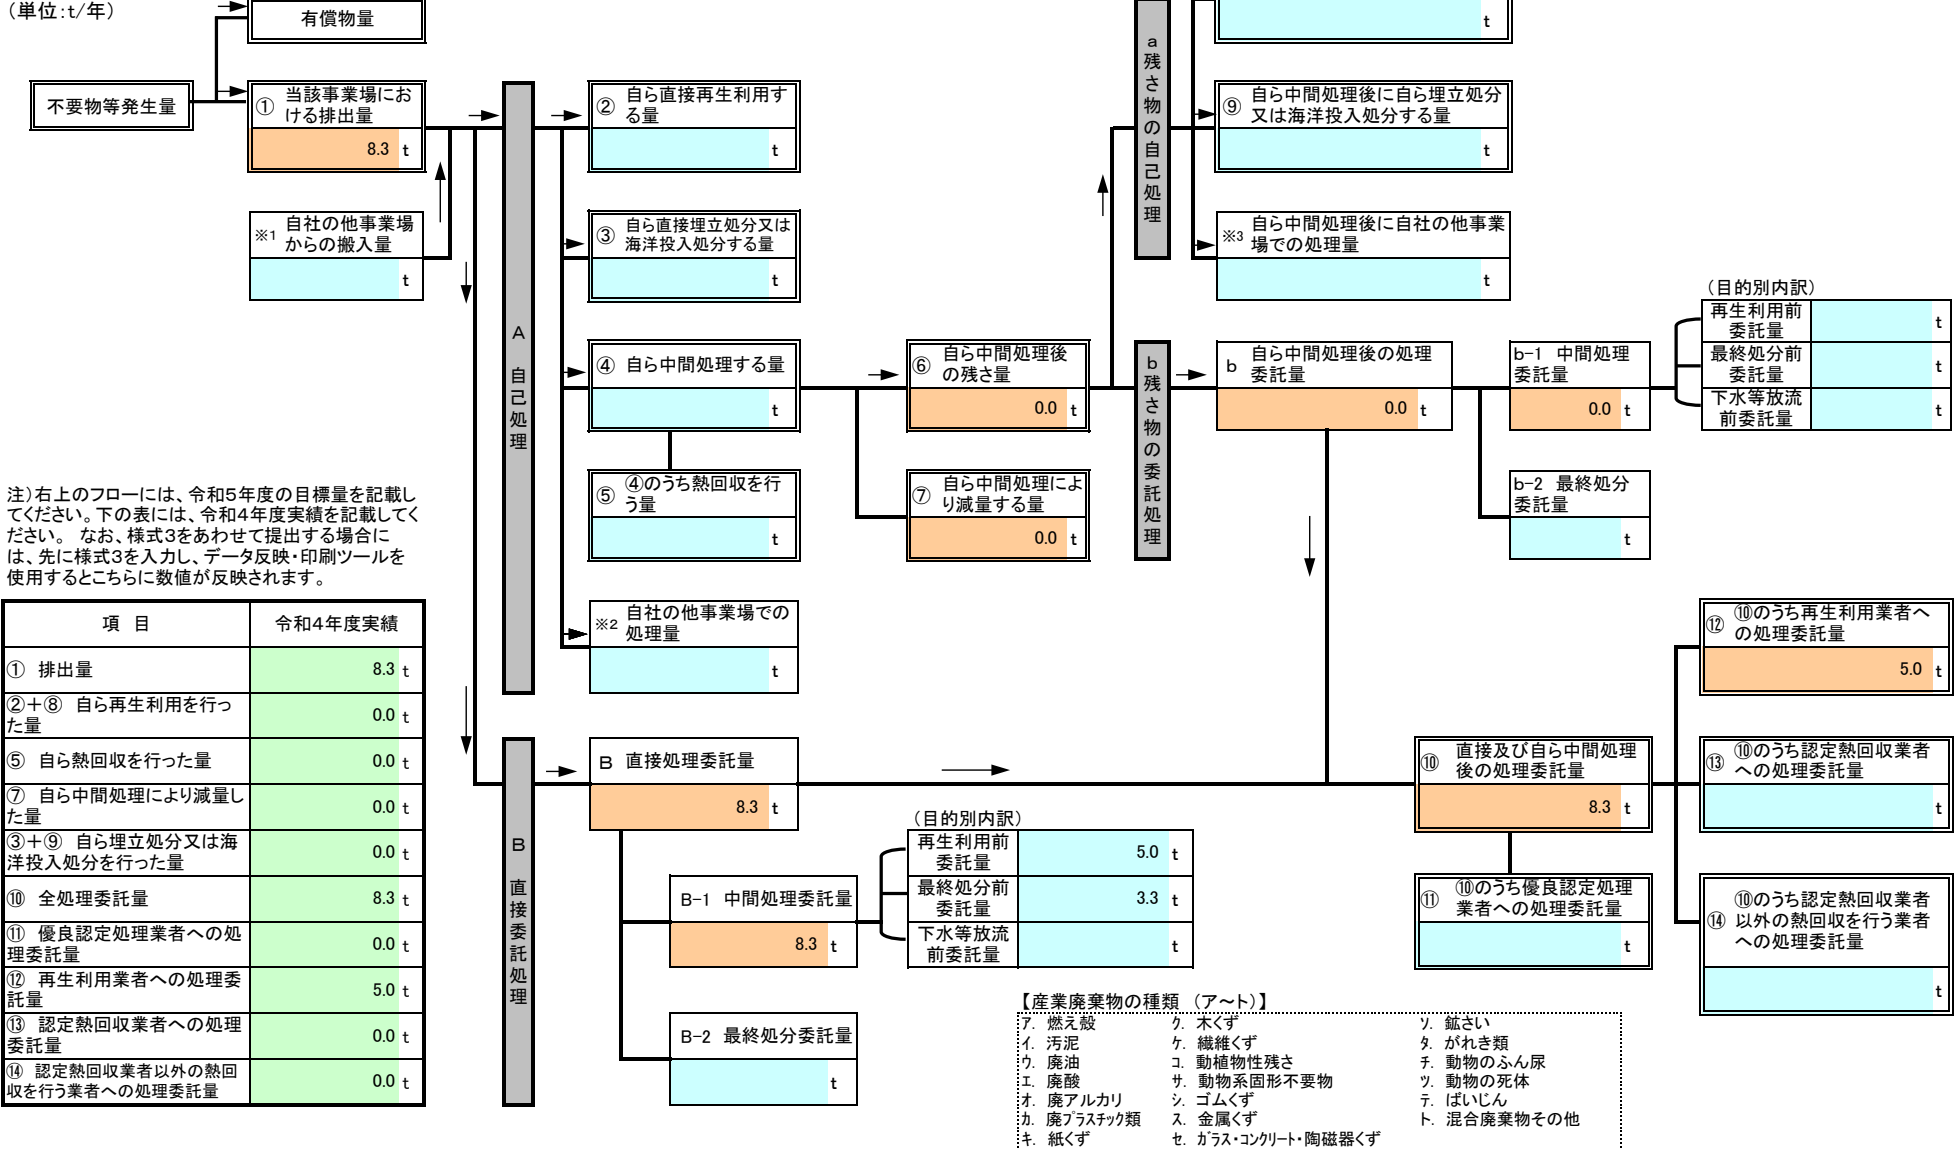 (単位:t/年)
有償物量
不要物等発生量
① 当該事業場にお
ける排出量
8.3 t
※1 自社の他事業場
からの搬入量
t
A 自己処理
② 自ら直接再生利用す
る量
t
③ 自ら直接埋立処分又は
海洋投入処分する量
t
④ 自ら中間処理する量
t
⑤ ④のうち熱回収を行
う量
t
※2 自社の他事業場での
処理量
t
⑥ 自ら中間処理後
の残さ量
0.0 t
⑦ 自ら中間処理によ
り減量する量
0.0 t
a残さ物の自己処理
t
⑨ 自ら中間処理後に自ら埋立処分
又は海洋投入処分する量
t
※3 自ら中間処理後に自社の他事業
場での処理量
t
b残さ物の委託処理
b 自ら中間処理後の処理
委託量
0.0 t
b-1 中間処理
委託量
0.0 t
b-2 最終処分
委託量
t
(目的別内訳)
再生利用前
委託量 t
最終処分前
委託量 t
下水等放流
前委託量 t
注)右上のフローには、令和5年度の目標量を記載し
てください。下の表には、令和4年度実績を記載してく
ださい。 なお、様式3をあわせて提出する場合に
は、先に様式3を入力し、データ反映・印刷ツールを
使用するとこちらに数値が反映されます。
項 目 令和4年度実績
① 排出量 8.3 t
②+⑧ 自ら再生利用を行っ
た量 0.0 t
⑤ 自ら熱回収を行った量 0.0 t
⑦ 自ら中間処理により減量し
た量 0.0 t
③+⑨ 自ら埋立処分又は海
洋投入処分を行った量 0.0 t
⑩ 全処理委託量 8.3 t
⑪ 優良認定処理業者への処
理委託量 0.0 t
⑫ 再生利用業者への処理委
託量 5.0 t
⑬ 認定熱回収業者への処理
委託量 0.0 t
⑭ 認定熱回収業者以外の熱回
収を行う業者への処理委託量 0.0 t
B 直接委託処理
B 直接処理委託量
8.3 t
B-1 中間処理委託量
8.3 t
B-2 最終処分委託量
t
(目的別内訳)
再生利用前
委託量 5.0 t
最終処分前
委託量 3.3 t
下水等放流
前委託量 t
⑩ 直接及び自ら中間処理
後の処理委託量
8.3 t
⑪ ⑩のうち優良認定処理
業者への処理委託量
t
⑫ ⑩のうち再生利用業者へ
の処理委託量
5.0 t
⑬ ⑩のうち認定熱回収業者
への処理委託量
t
⑭ ⑩のうち認定熱回収業者
以外の熱回収を行う業者
への処理委託量
t
【産業廃棄物の種類 (ア~ト)】
ア. 燃え殻 ク. 木くず ソ. 鉱さい
イ. 汚泥 ケ. 繊維くず タ. がれき類
ウ. 廃油 コ. 動植物性残さ チ. 動物のふん尿
エ. 廃酸 サ. 動物系固形不要物 ツ. 動物の死体
オ. 廃アルカリ シ. ゴムくず テ. ばいじん
カ. 廃プラスチック類 ス. 金属くず ト. 混合廃棄物その他
キ. 紙くず セ. ガラス・コンクリート・陶磁器くず